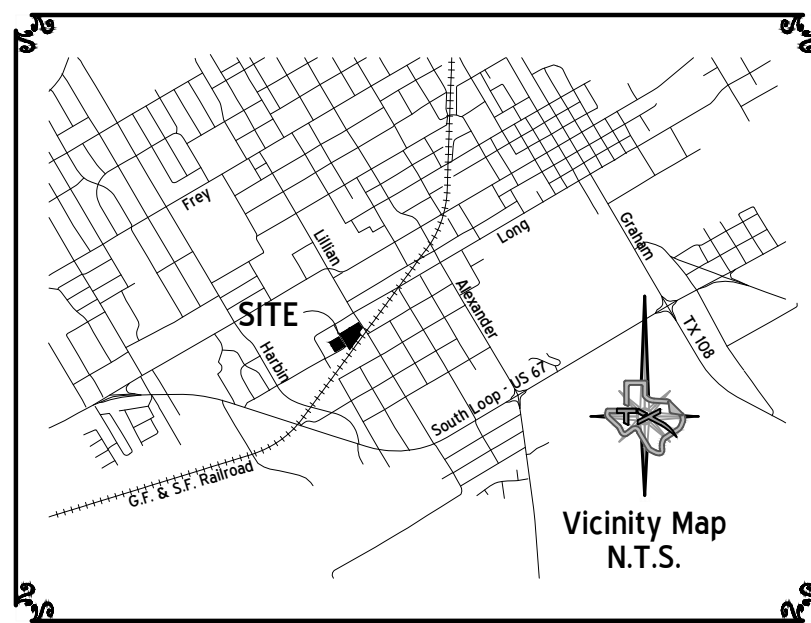 Frey
Lillian
Long
Graham
SITE
Alexander
Harbin
TX 108
South Loop - US 67
TX
G.F. & S.F. Railroad
Vicinity Map
N.T.S.